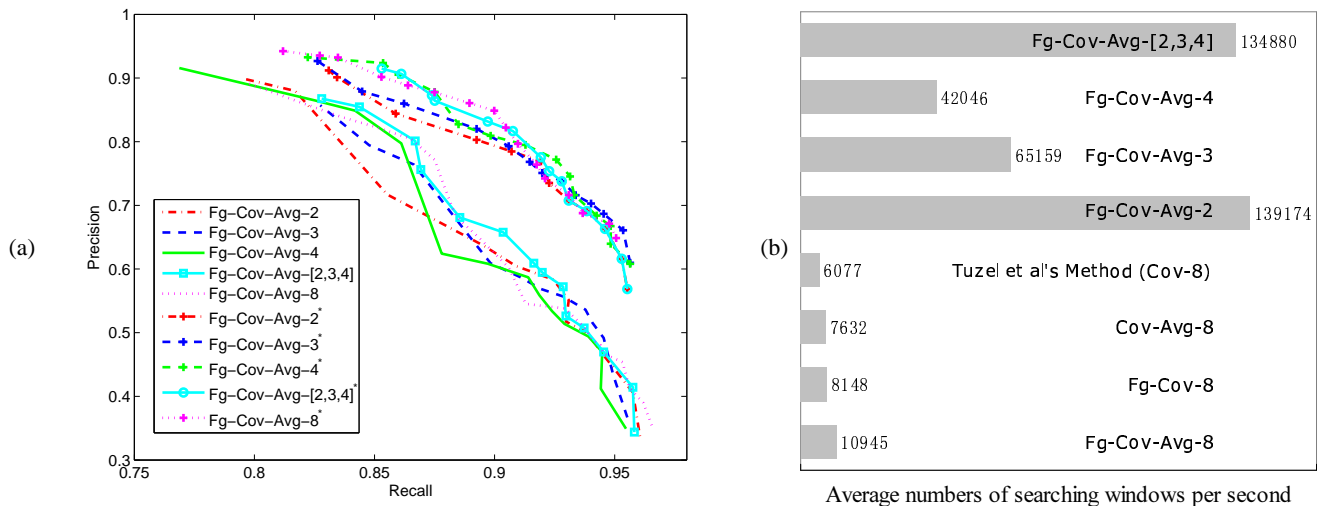 (a)
Precision
1
0.9
0.8
0.7
0.6
0.5
0.4
0.3
0.75
0.8
0.85
0.9
0.95
Recall
Fg-Cov-Avg-2
Fg-Cov-Avg-3
Fg-Cov-Avg-4
Fg-Cov-Avg-[2,3,4]
Fg-Cov-Avg-8
Fg-Cov-Avg-2*
Fg-Cov-Avg-3*
Fg-Cov-Avg-4*
Fg-Cov-Avg-[2,3,4]*
Fg-Cov-Avg-8*
(b)
Fg-Cov-Avg-[2,3,4] 134880
42046 Fg-Cov-Avg-4
65159 Fg-Cov-Avg-3
Fg-Cov-Avg-2 139174
6077 Tuzel et al's Method (Cov-8)
7632 Cov-Avg-8
8148 Fg-Cov-8
10945 Fg-Cov-Avg-8
Average numbers of searching windows per second